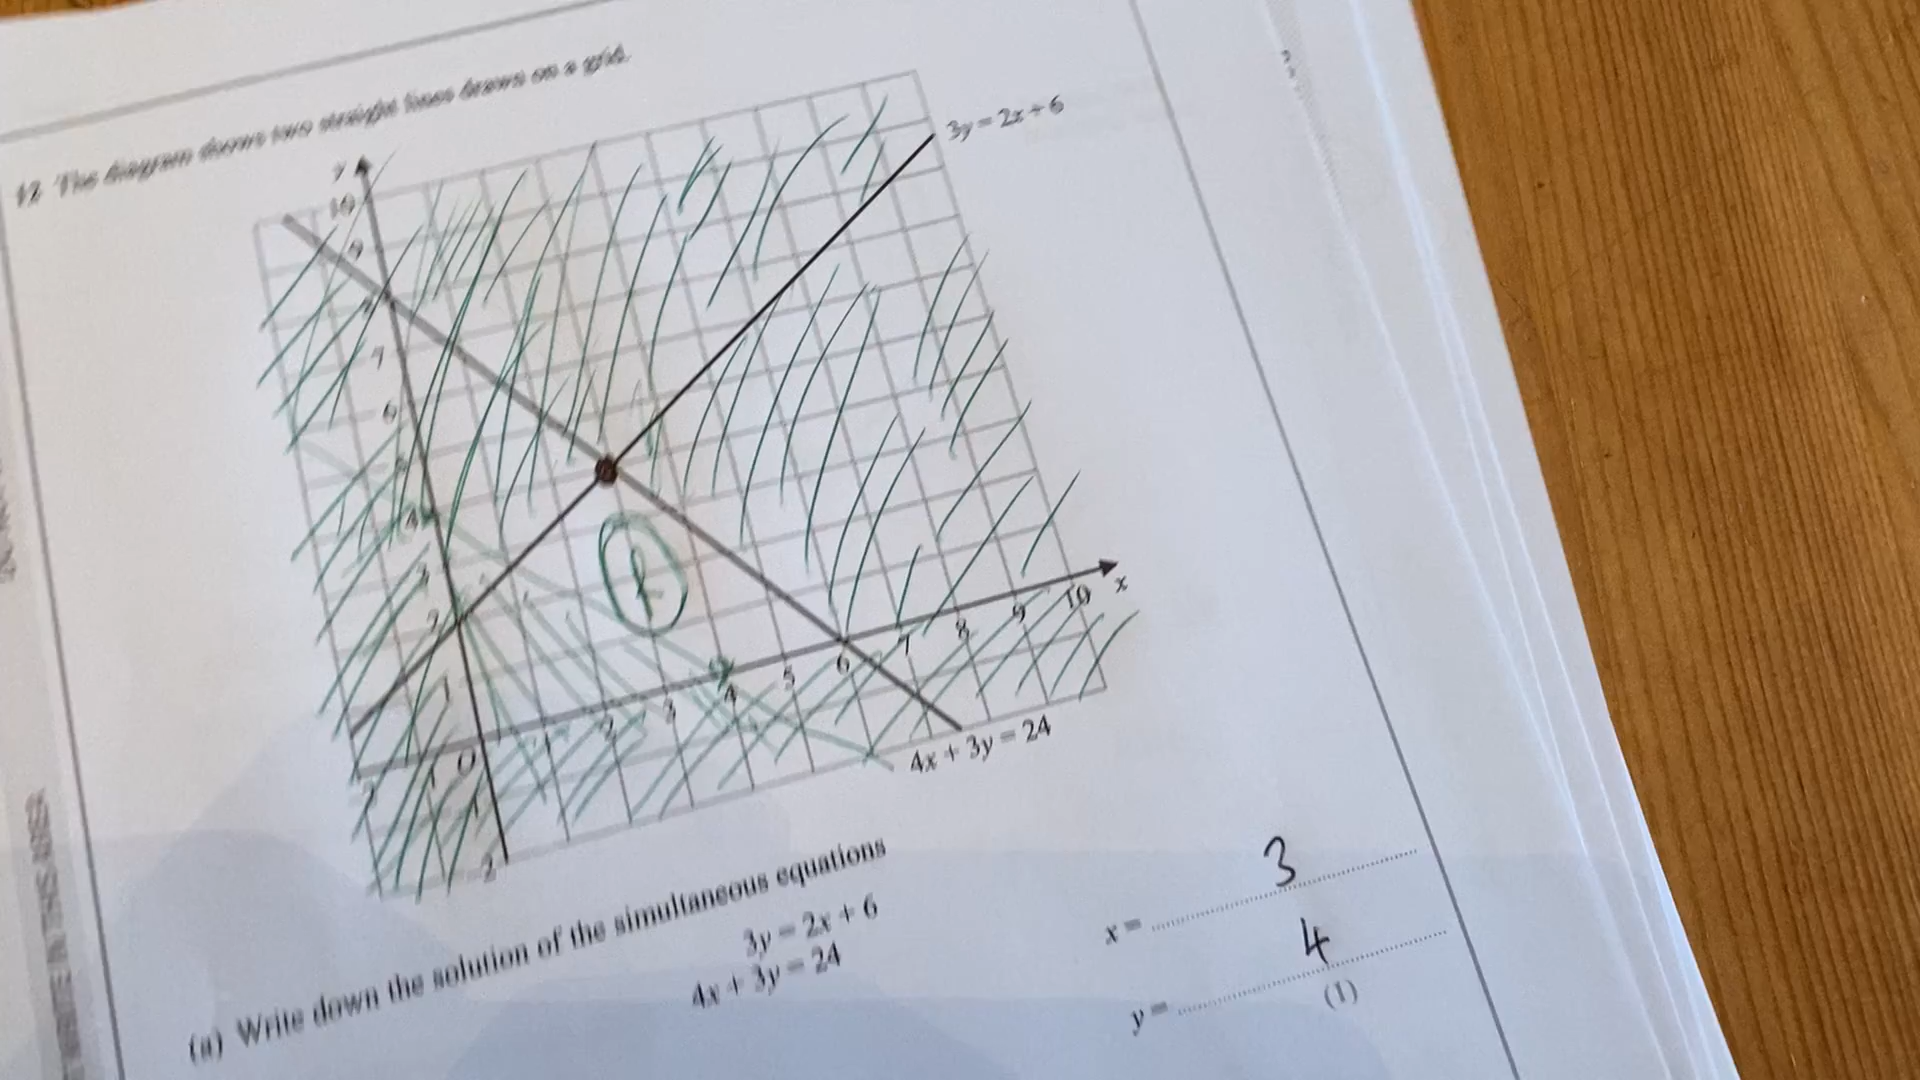 12 The diagram shows two straight lines drawn on a grid.
3y = 2x + 6
y
10
9
8
7
6
5
4
3
2
1
R
O
1
2
3
4
5
6
7
8
9
10
x
4x + 3y = 24
(a) Write down the solution of the simultaneous equations
3y = 2x + 6
4x + 3y = 24
x = 3
y = 4
(1)